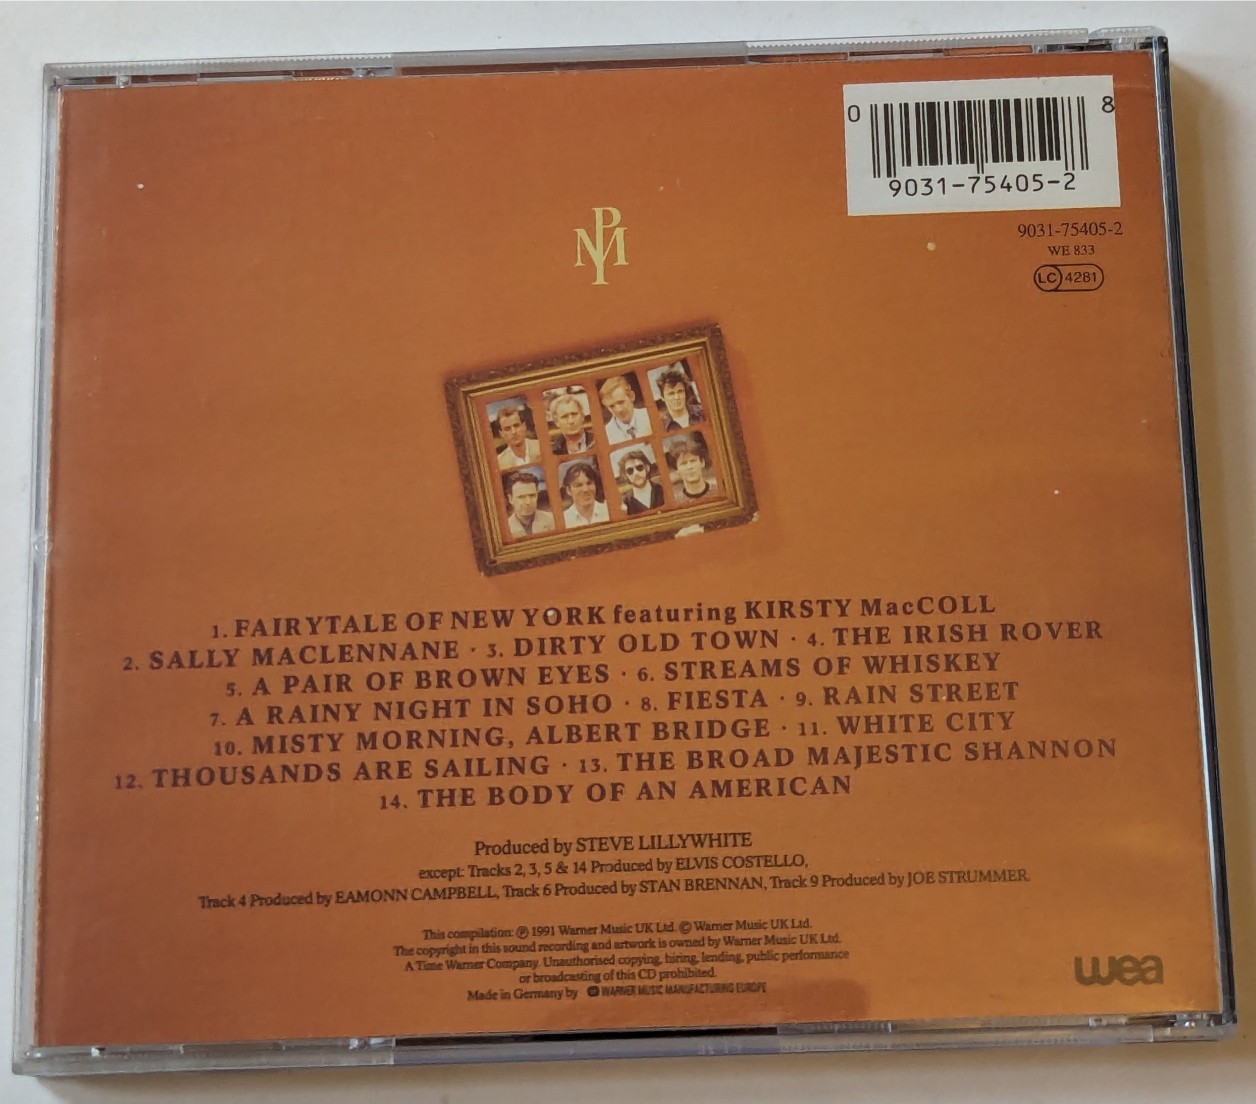 0 8
9031-75405-2
9031-75405-2
WE 833
LC 4281
PNM
1. FAIRYTALE OF NEW YORK featuring KIRSTY MacCOLL
2. SALLY MACLENNANE · 3. DIRTY OLD TOWN · 4. THE IRISH ROVER
5. A PAIR OF BROWN EYES · 6. STREAMS OF WHISKEY
7. A RAINY NIGHT IN SOHO · 8. FIESTA · 9. RAIN STREET
10. MISTY MORNING, ALBERT BRIDGE · 11. WHITE CITY
12. THOUSANDS ARE SAILING · 13. THE BROAD MAJESTIC SHANNON
14. THE BODY OF AN AMERICAN
Produced by STEVE LILLYWHITE
except: Tracks 2, 3, 5 & 14 Produced by ELVIS COSTELLO,
Track 4 Produced by EAMONN CAMPBELL, Track 6 Produced by STAN BRENNAN, Track 9 Produced by JOE STRUMMER.
This compilation: ℗ 1991 Warner Music UK Ltd. © Warner Music UK Ltd.
The copyright in this sound recording and artwork is owned by Warner Music UK Ltd.
A Time Warner Company. Unauthorised copying, hiring, lending, public performance
or broadcasting of this CD prohibited.
Made in Germany by WARNER MUSIC MANUFACTURING EUROPE
wea